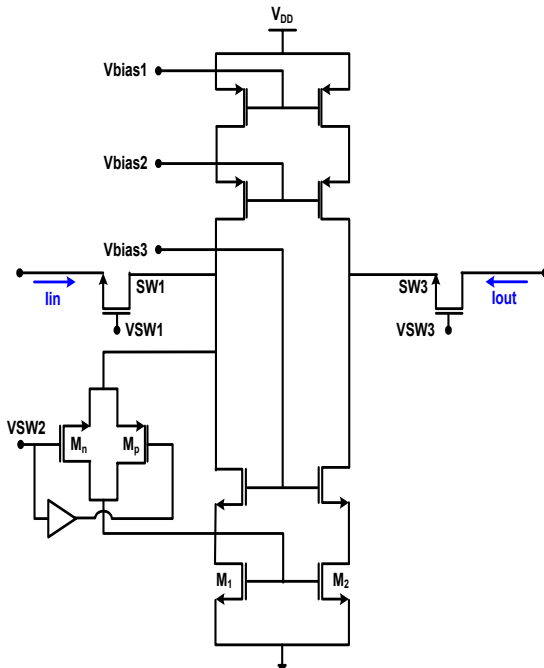 VDD
Vbias1
Vbias2
Vbias3
SW1
SW3
Iin
Iout
VSW1
VSW3
VSW2
Mn
Mp
M1
M2